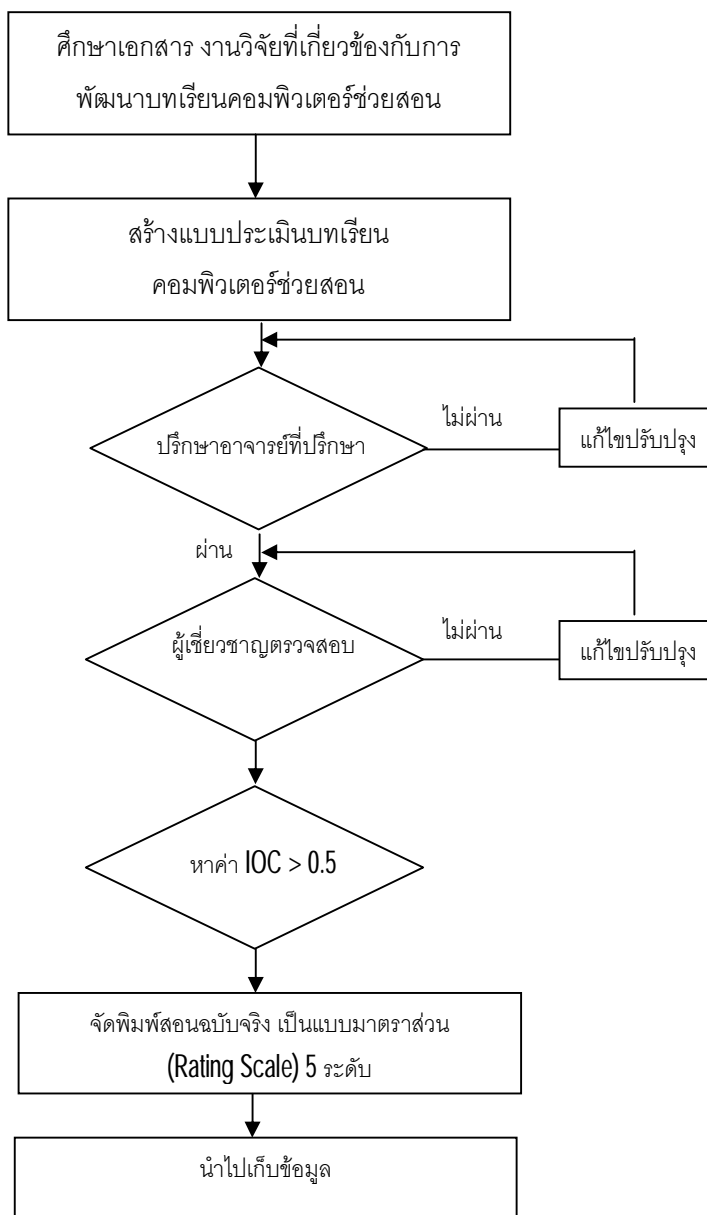 ศึกษาเอกสาร งานวิจัยที่เกี่ยวข้องกับการ
พัฒนาบทเรียนคอมพิวเตอร์ช่วยสอน
สร้างแบบประเมินบทเรียน
คอมพิวเตอร์ช่วยสอน
ปรึกษาอาจารย์ที่ปรึกษา
ไม่ผ่าน
แก้ไขปรับปรุง
ผ่าน
ผู้เชี่ยวชาญตรวจสอบ
ไม่ผ่าน
แก้ไขปรับปรุง
หาค่า IOC > 0.5
จัดพิมพ์สอนฉบับจริง เป็นแบบมาตราส่วน
(Rating Scale) 5 ระดับ
นำไปเก็บข้อมูล